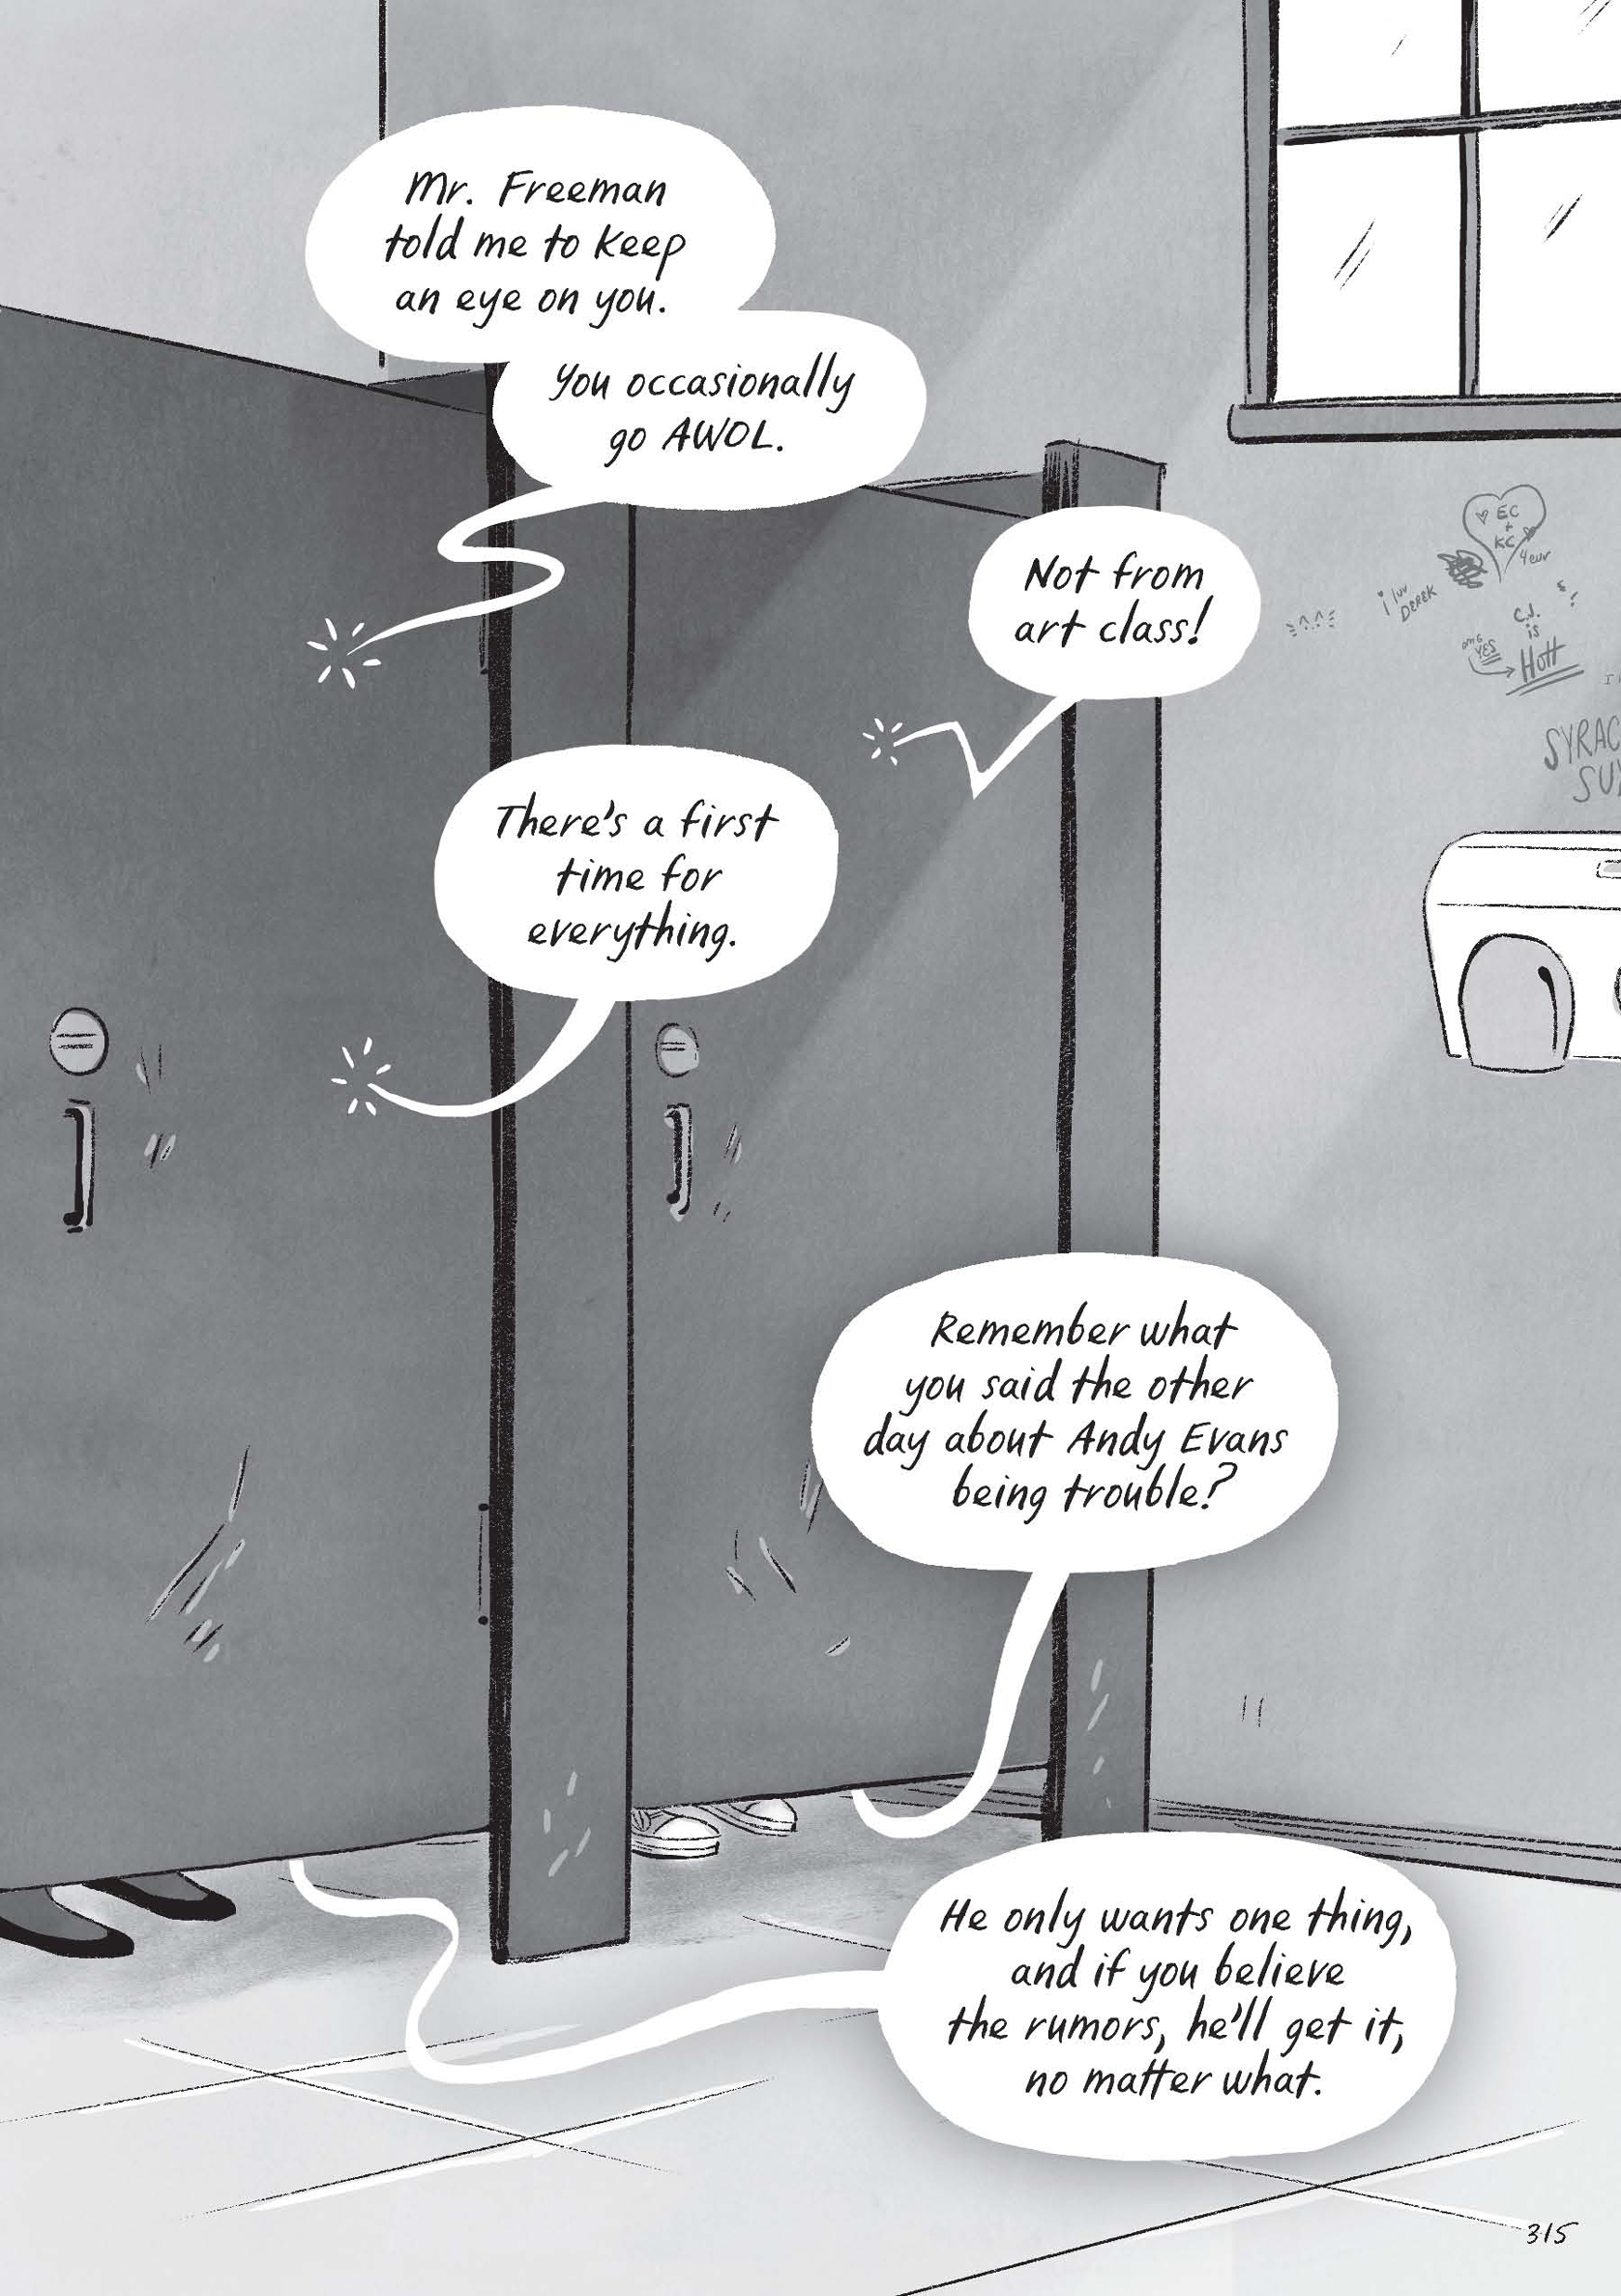 Mr. Freeman
told me to keep
an eye on you.
You occasionally
go AWOL.
Not from
art class!
There's a first
time for
everything.
EC
+
KC
4eur
i luv
DEREK
C.J.
is
Hott
omg
YES
SYRAC
Remember what
you said the other
day about Andy Evans
being trouble?
He only wants one thing,
and if you believe
the rumors, he'll get it,
no matter what.
315